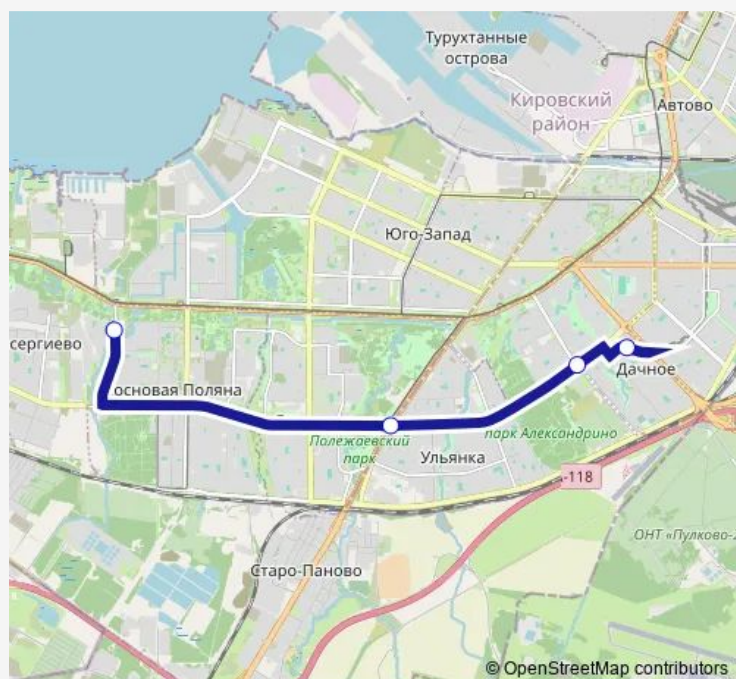 Турухтанные
острова
Кировский
район
Автово
Юго-Запад
сергиево
основая Поляна
Дачное
парк Александрино
Полежаевский
парк
Ульянка
-118
ОНТ «Пулково-2
Старо-Паново
© OpenStreetMap contributors